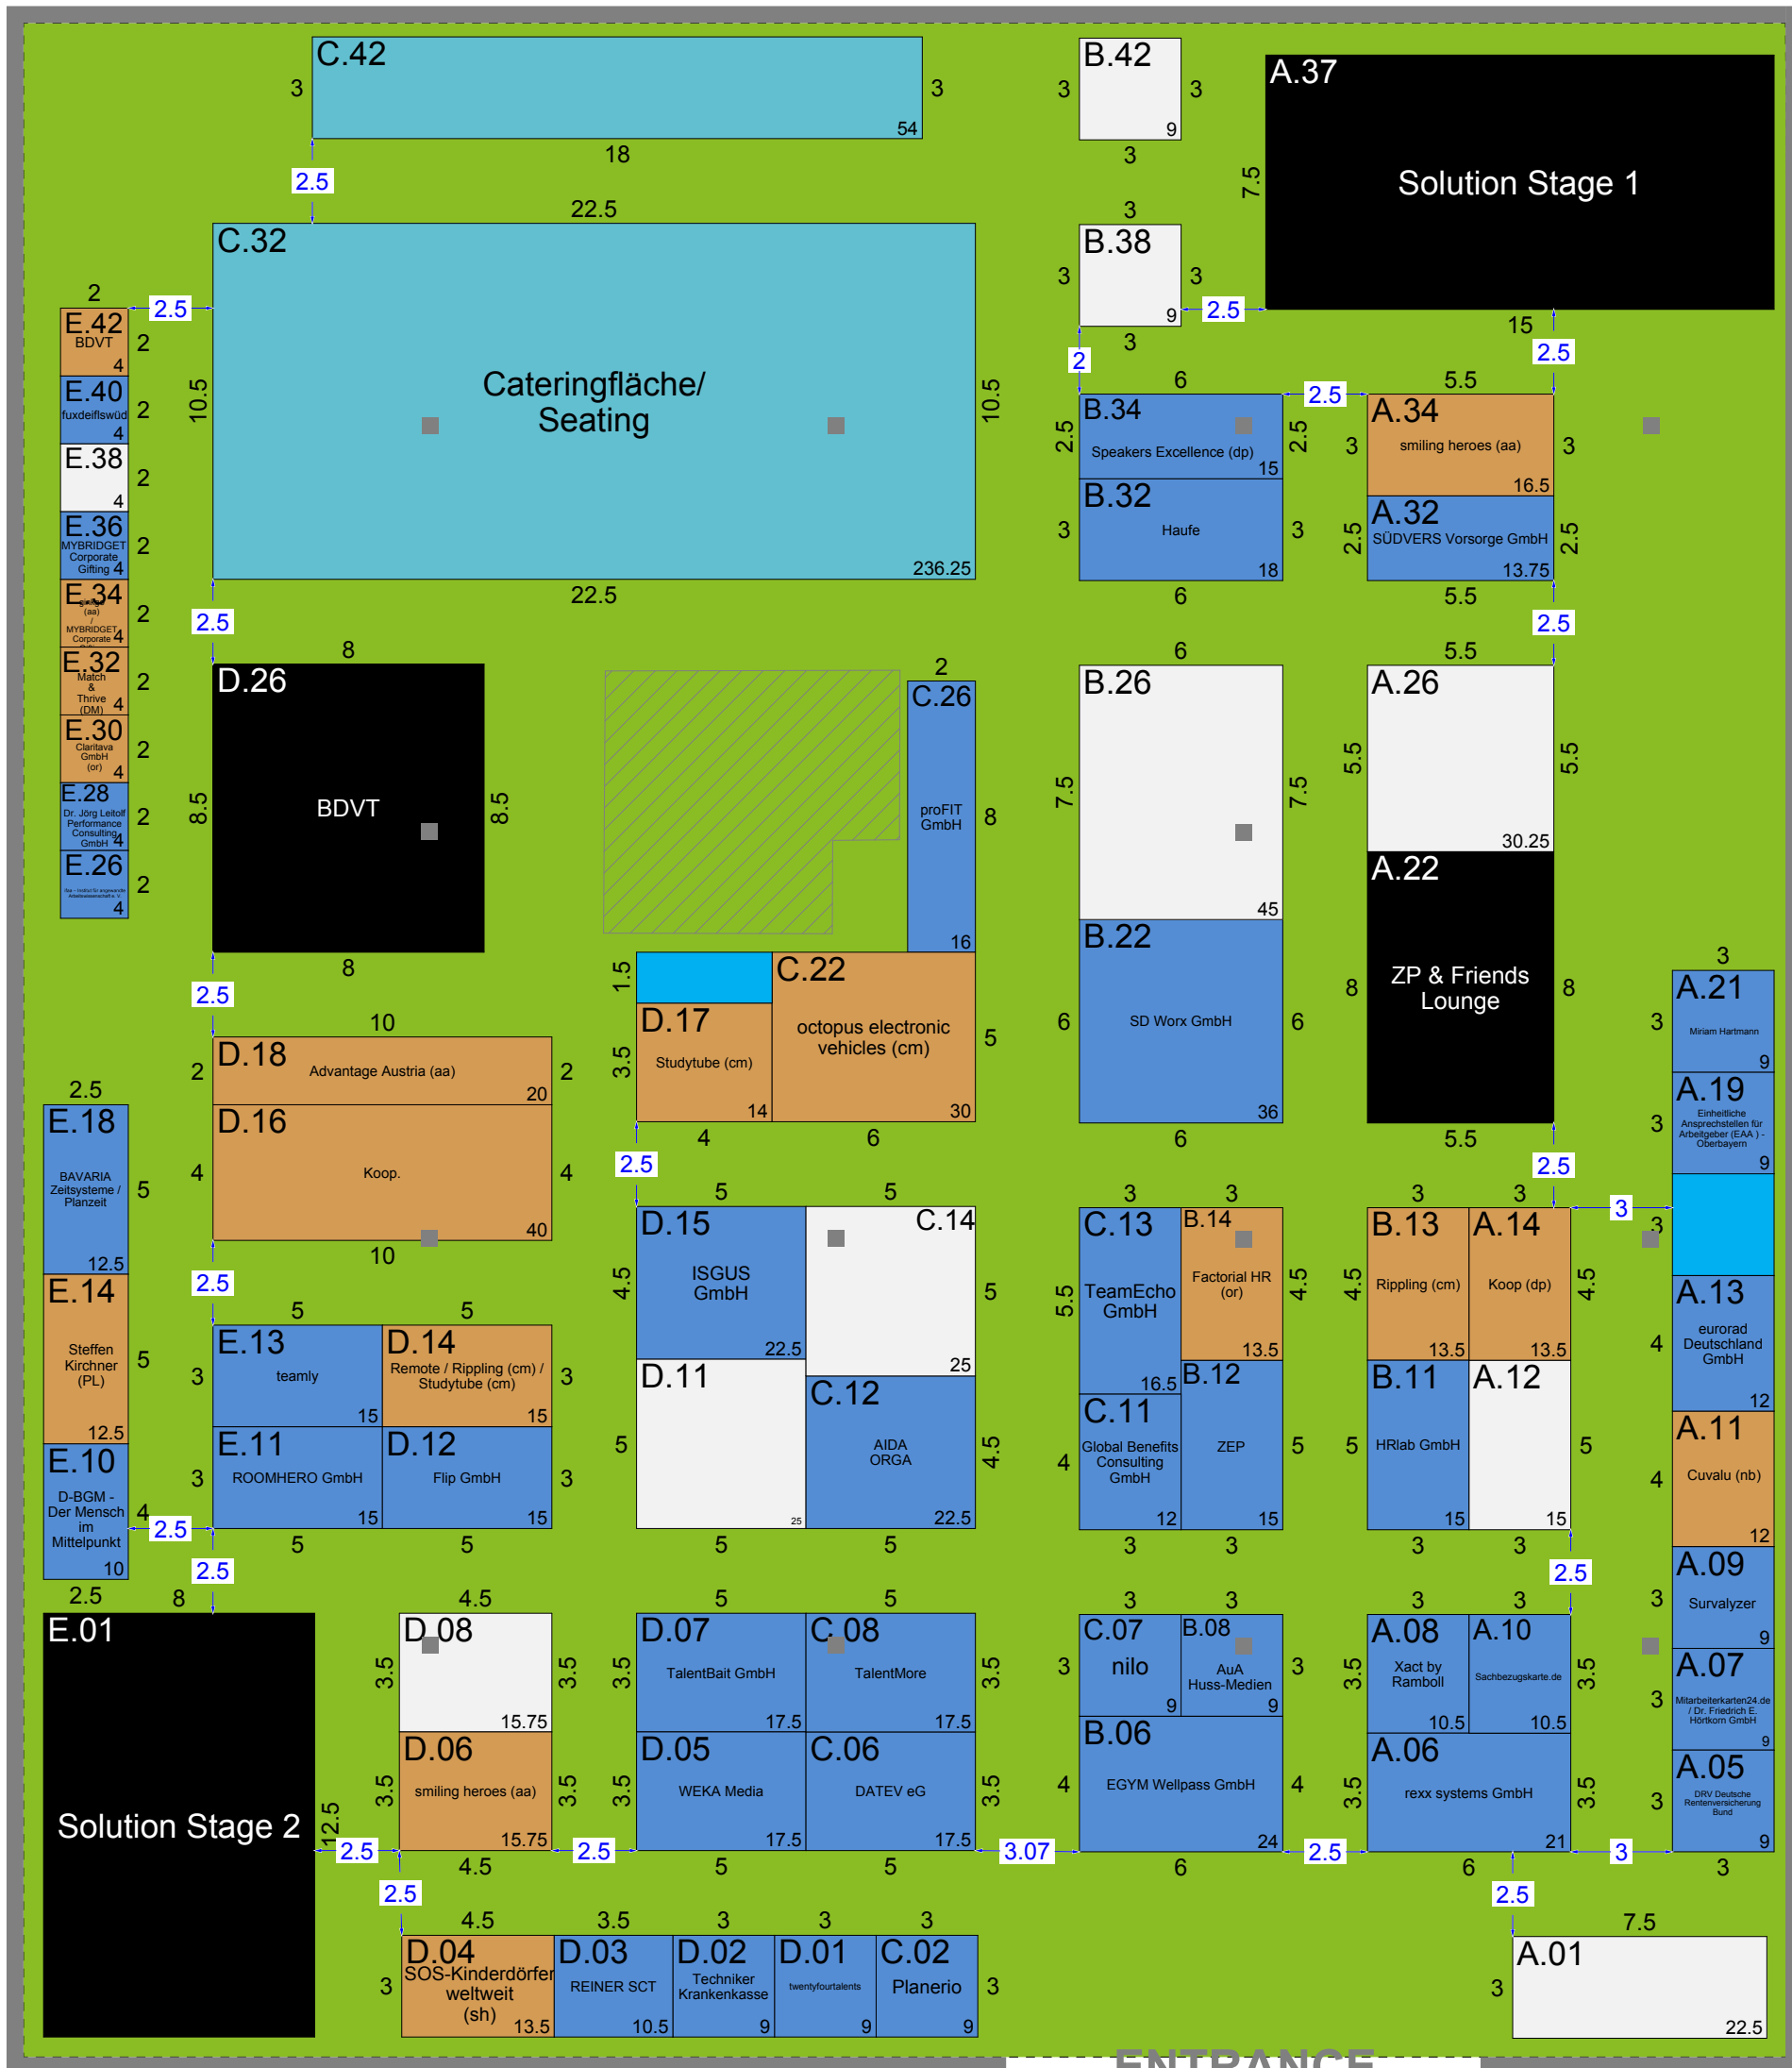 C.42
3
3
54
18
2.5
B.42
3
3
9
3
A.37
7.5
Solution Stage 1
15
2.5
22.5
C.32
10.5
Cateringfläche/
Seating
10.5
236.25
22.5
2.5
3
B.38
3
3
9
3
2.5
2
2
2.5
E.42
BDVT
4
2
E.40
fuxdeiflswüd
4
2
E.38
4
2
E.36
MYBRIDGET
Corporate
Gifting
4
2
E.34
(aa)
/
MYBRIDGET
Corporate
4
2
E.32
Match
&
Thrive
(DM)
4
2
E.30
Claritava
GmbH
(or)
4
2
E.28
Dr. Jörg Leitolf
Performance
Consulting
GmbH
4
2
E.26
ifaa - Institut für angewandte
Arbeitswissenschaft e. V.
4
2
6
2.5
B.34
Speakers Excellence (dp)
15
2.5
2.5
B.32
Haufe
18
3
3
6
5.5
A.34
smiling heroes (aa)
16.5
3
3
A.32
SÜDVERS Vorsorge GmbH
13.75
2.5
2.5
5.5
2.5
8
D.26
BDVT
8.5
8.5
8
2.5
2
C.26
proFIT
GmbH
8
16
6
B.26
7.5
7.5
45
B.22
SD Worx GmbH
6
6
36
6
5.5
A.26
5.5
5.5
30.25
A.22
ZP & Friends
Lounge
8
8
5.5
2.5
1.5
D.17
Studytube (cm)
3.5
14
4
C.22
octopus electronic
vehicles (cm)
5
30
6
2.5
10
D.18
Advantage Austria (aa)
2
2
20
D.16
Koop.
4
4
40
10
2.5
2.5
E.18
BAVARIA
Zeitsysteme /
Planzeit
5
12.5
E.14
Steffen
Kirchner
(PL)
5
12.5
E.10
D-BGM -
Der Mensch
im
Mittelpunkt
4
10
2.5
2.5
3
A.21
Miriam Hartmann
3
9
A.19
Einheitliche
Ansprechstellen für
Arbeitgeber (EAA ) -
Oberbayern
3
9
3
3
A.13
eurorad
Deutschland
GmbH
4
12
A.11
Cuvalu (nb)
4
12
A.09
Survalyzer
3
9
A.07
Mitarbeiterkarten24.de
/ Dr. Friedrich E.
Hörtkorn GmbH
3
9
A.05
DRV Deutsche
Rentenversicherung
Bund
3
9
3
5
5
E.13
teamly
3
15
D.14
Remote / Rippling (cm) /
Studytube (cm)
3
15
E.11
ROOMHERO GmbH
3
15
D.12
Flip GmbH
3
15
5
5
2.5
5
5
D.15
ISGUS
GmbH
4.5
22.5
C.14
5
25
D.11
5
25
C.12
AIDA
ORGA
4.5
22.5
5
5
3
3
C.13
TeamEcho
GmbH
5.5
16.5
B.14
Factorial HR
(or)
4.5
13.5
C.11
Global Benefits
Consulting
GmbH
4
12
B.12
ZEP
5
15
3
3
3
3
B.13
Rippling (cm)
4.5
13.5
A.14
Koop (dp)
4.5
13.5
B.11
HRlab GmbH
5
15
A.12
5
15
3
3
2.5
8
E.01
Solution Stage 2
12.5
2.5
4.5
D.08
3.5
3.5
15.75
D.06
smiling heroes (aa)
3.5
3.5
15.75
4.5
2.5
2.5
5
5
D.07
TalentBait GmbH
3.5
17.5
C.08
TalentMore
3.5
17.5
D.05
WEKA Media
3.5
17.5
C.06
DATEV eG
3.5
17.5
5
5
3.07
3
3
C.07
nilo
3
9
B.08
AuA
Huss-Medien
3
9
B.06
EGYM Wellpass GmbH
4
4
24
6
2.5
3
3
A.08
Xact by
Ramboll
3.5
10.5
A.10
Sachbezugskarte.de
3.5
10.5
A.06
rexx systems GmbH
3.5
3.5
21
6
3
2.5
4.5
3.5
3
3
3
D.04
SOS-Kinderdörfer
weltweit
(sh)
3
13.5
D.03
REINER SCT
10.5
D.02
Techniker
Krankenkasse
9
D.01
twentyfourtalents
9
C.02
Planerio
9
3
7.5
A.01
3
22.5
ENTRANCE